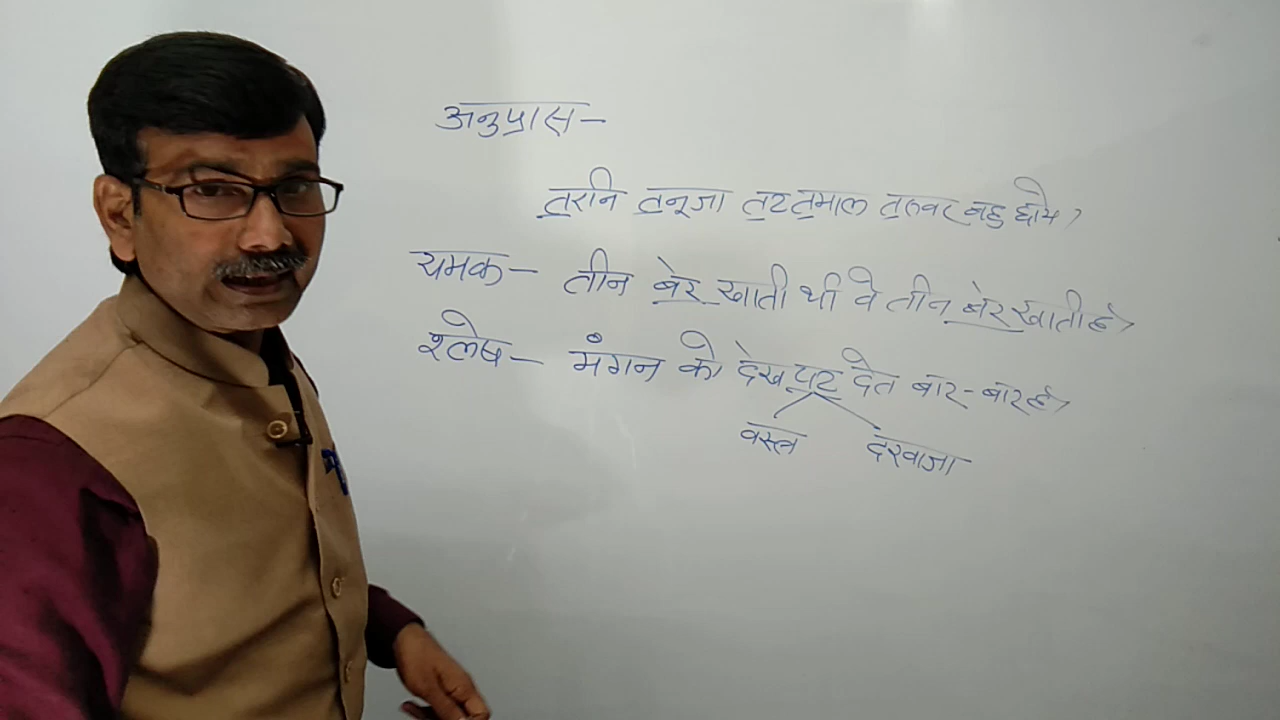 अनुप्रास-
तरनि तनूजा तट तमाल तरुवर बहु छाये,
यमक- तीन बेर खाती थी वे तीन बेर खाती है,
श्लेष- मंगन को देख पट देत बार-बार है,
वस्त्र दरवाजा